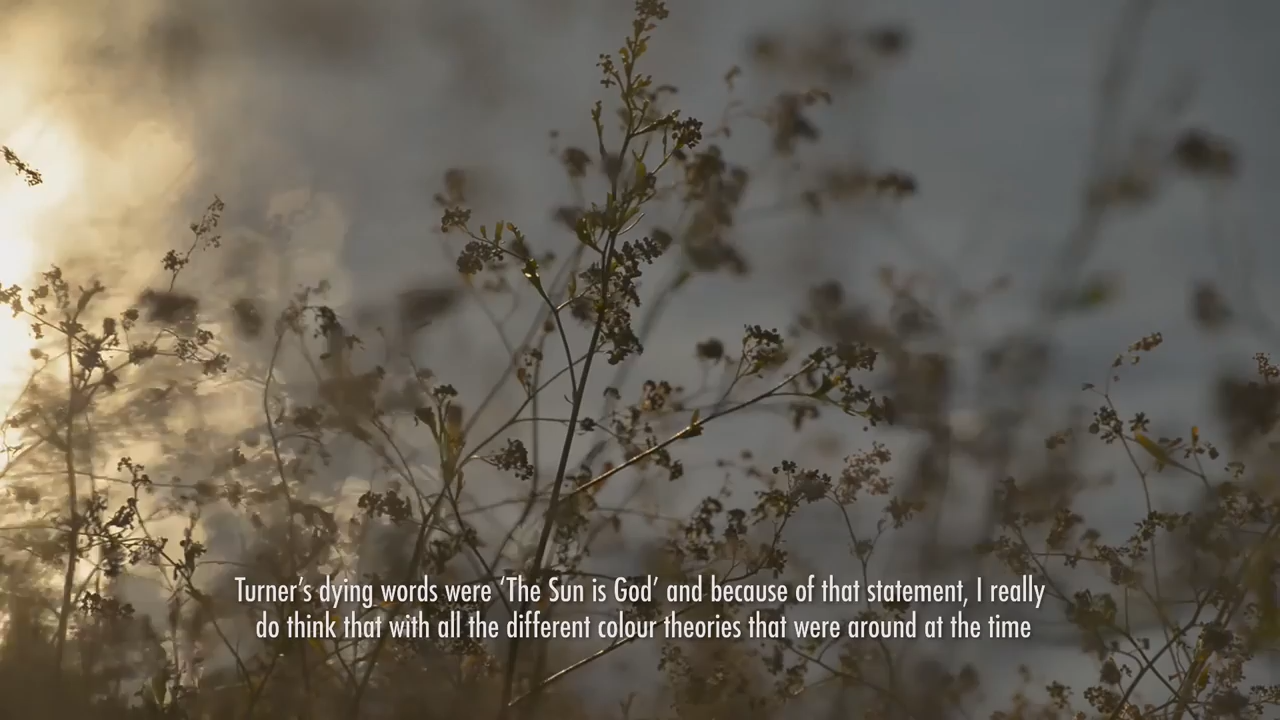 Turner’s dying words were ‘The Sun is God’ and because of that statement, I really
do think that with all the different colour theories that were around at the time